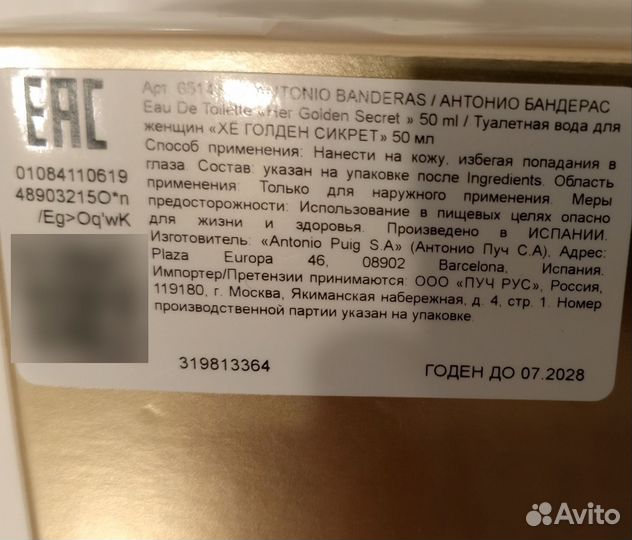 EAC
Арт. ANTONIO BANDERAS / АНТОНИО БАНДЕРАС
Eau De Toilette «Her Golden Secret » 50 ml / Туалетная вода для
женщин «ХЕ ГОЛДЕН СИКРЕТ» 50 мл
Способ применения: Нанести на кожу, избегая попадания в
глаза. Состав: указан на упаковке после Ingredients. Область
применения: Только для наружного применения. Меры
предосторожности: Использование в пищевых целях опасно
для жизни и здоровья. Произведено в ИСПАНИИ.
Изготовитель: «Antonio Puig S.A» (Антонио Пуч С.А), Адрес:
Plaza Europa 46, 08902 Barcelona, Испания.
Импортер/Претензии принимаются: ООО «ПУЧ РУС», Россия,
119180, г. Москва, Якиманская набережная, д. 4, стр. 1. Номер
производственной партии указан на упаковке.
01084110619
48903215O*n
/Eg>Oq'wK
319813364
ГОДЕН ДО 07.2028
Avito